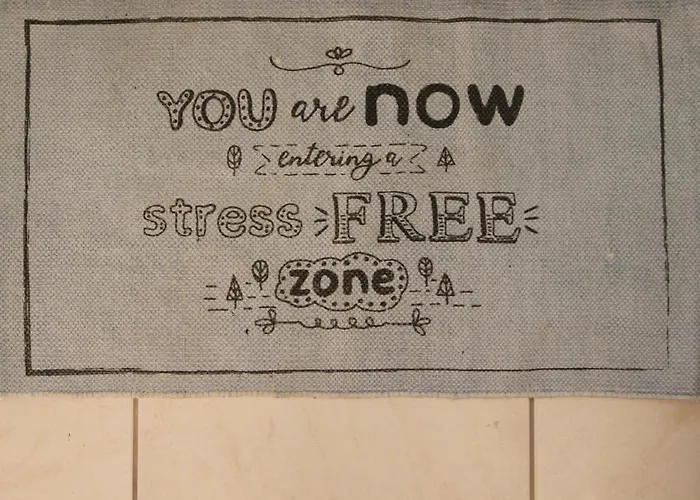 YOU are NOW
entering a
stress FREE
zone